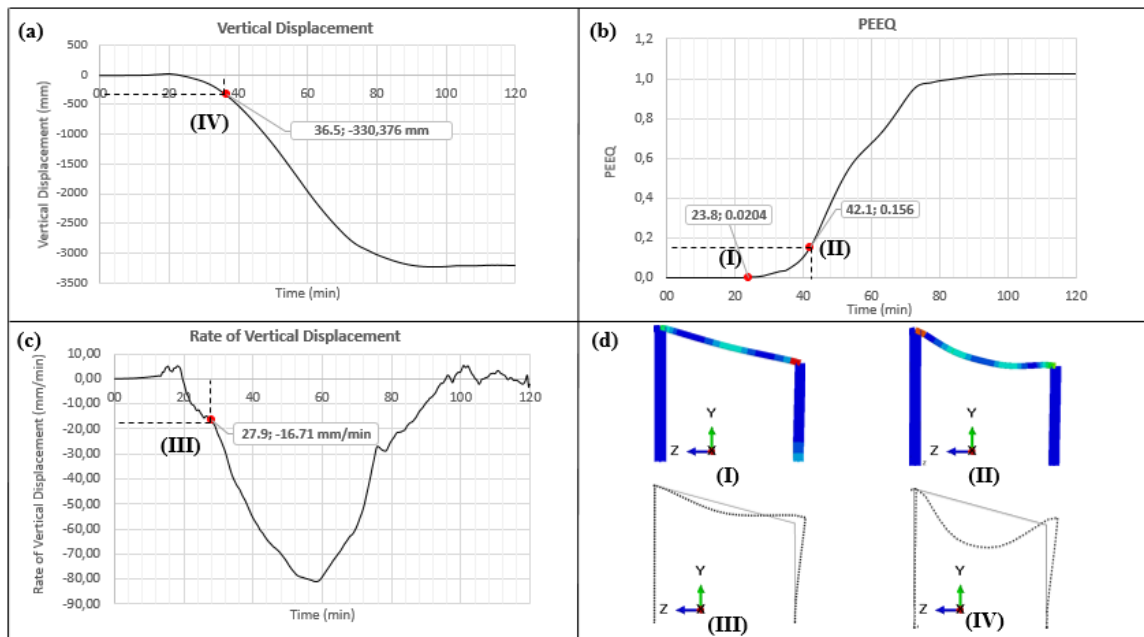 (a)
Vertical Displacement
Vertical Displacement (mm)
500
0
-500
-1000
-1500
-2000
-2500
-3000
-3500
00 20 40 60 80 100 120
(IV)
36.5; -330,376 mm
Time (min)
(b)
PEEQ
PEEQ
1,2
1,0
0,8
0,6
0,4
0,2
0,0
23.8; 0.0204
42.1; 0.156
(I)
(II)
00 20 40 60 80 100 120
Time (min)
(c)
Rate of Vertical Displacement
Rate of Vertical Displacement (mm/min)
10,00
0,00
-10,00
-20,00
-30,00
-40,00
-50,00
-60,00
-70,00
-80,00
-90,00
00 20 40 60 80 100 120
27.9; -16.71 mm/min
(III)
Time (min)
(d)
Y
Z X
(I)
Y
Z X
z
(II)
Y
Z X
(III)
Y
Z X
(IV)